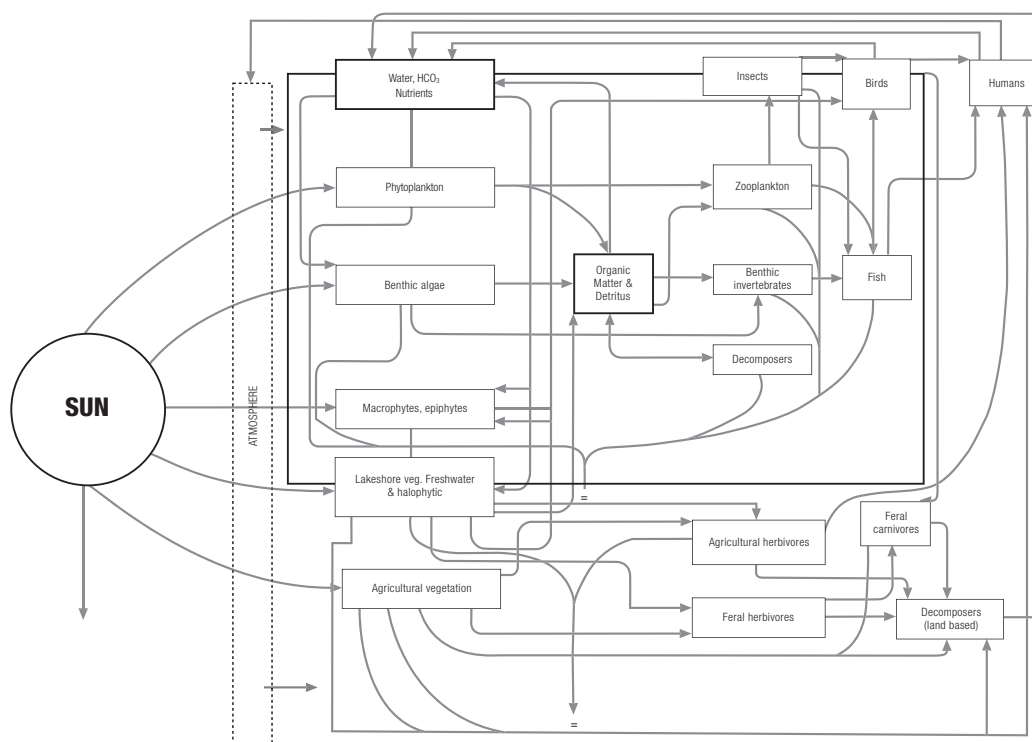 Water, HCO₃
Nutrients
Insects
Birds
Humans
Phytoplankton
Zooplankton
Organic
Matter &
Detritus
Benthic
invertebrates
Fish
Benthic algae
Decomposers
SUN
ATMOSPHERE
Macrophytes, epiphytes
Lakeshore veg. Freshwater
& halophytic
=
Feral
carnivores
Agricultural herbivores
Agricultural vegetation
Feral herbivores
Decomposers
(land based)
=